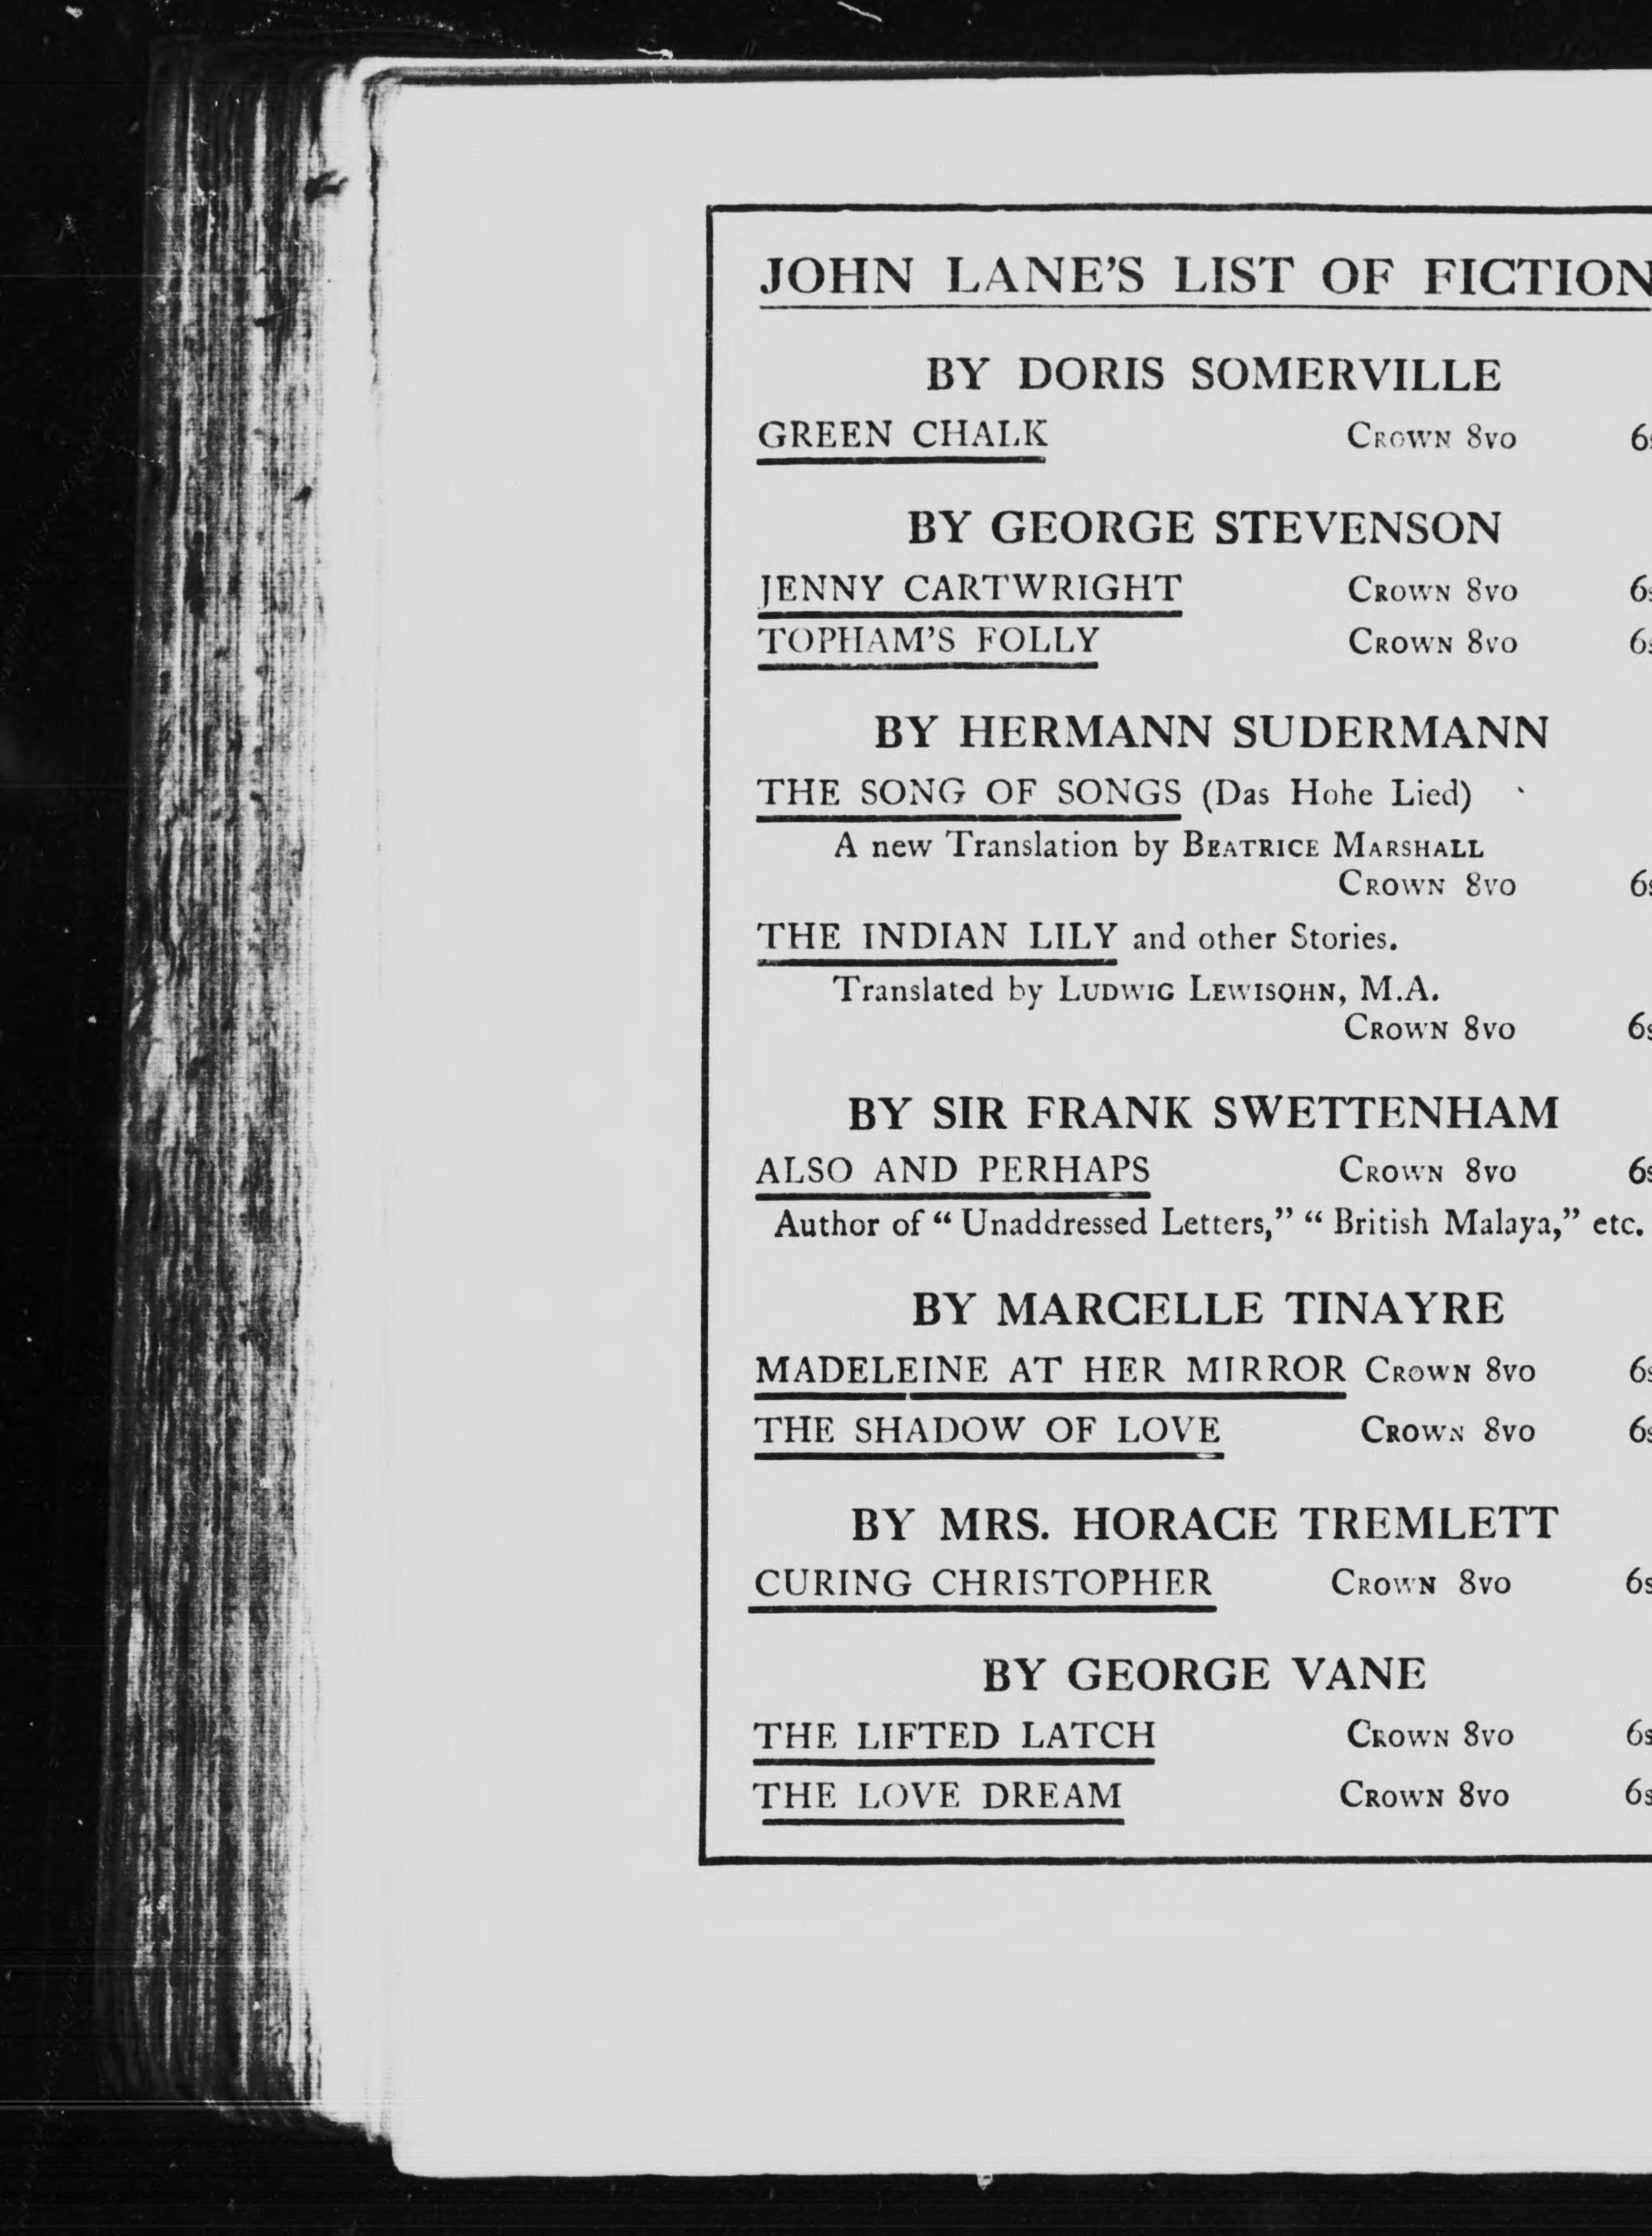 JOHN LANE'S LIST OF FICTION
BY DORIS SOMERVILLE
GREEN CHALK CROWN 8VO 6s
BY GEORGE STEVENSON
JENNY CARTWRIGHT CROWN 8VO 6s
TOPHAM'S FOLLY CROWN 8VO 6s
BY HERMANN SUDERMANN
THE SONG OF SONGS (Das Hohe Lied)
A new Translation by BEATRICE MARSHALL
CROWN 8VO 6s
THE INDIAN LILY and other Stories.
Translated by LUDWIG LEWISOHN, M.A.
CROWN 8VO 6s
BY SIR FRANK SWETTENHAM
ALSO AND PERHAPS CROWN 8VO 6s
Author of “Unaddressed Letters,” “British Malaya,” etc.
BY MARCELLE TINAYRE
MADELEINE AT HER MIRROR CROWN 8VO 6s
THE SHADOW OF LOVE CROWN 8VO 6s
BY MRS. HORACE TREMLETT
CURING CHRISTOPHER CROWN 8VO 6s
BY GEORGE VANE
THE LIFTED LATCH CROWN 8VO 6s
THE LOVE DREAM CROWN 8VO 6s